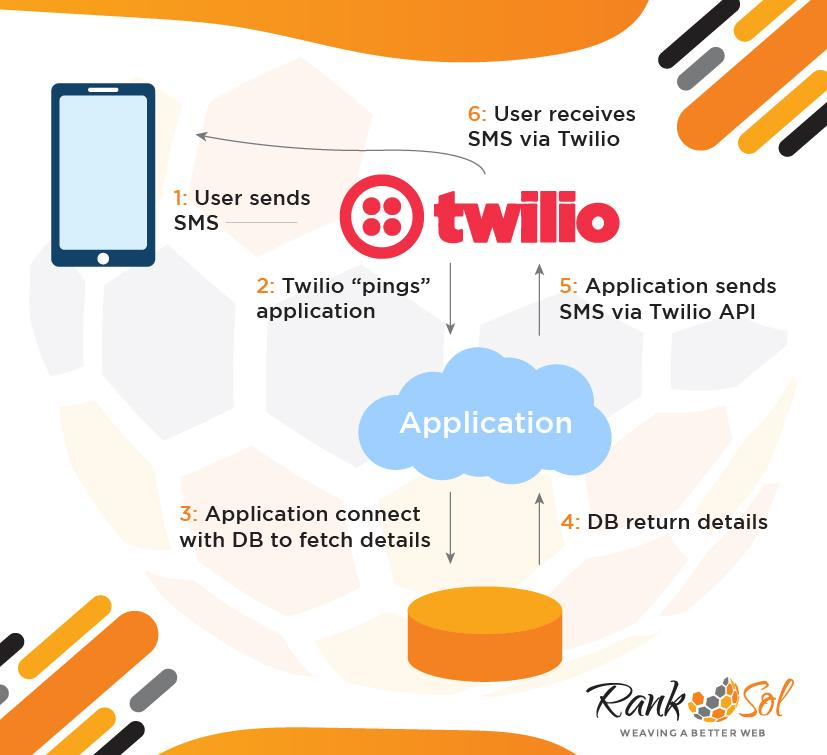 6: User receives
SMS via Twilio
1: User sends
SMS
twilio
2: Twilio “pings”
application
5: Application sends
SMS via Twilio API
Application
3: Application connect
with DB to fetch details
4: DB return details
Rank Sol
WEAVING A BETTER WEB